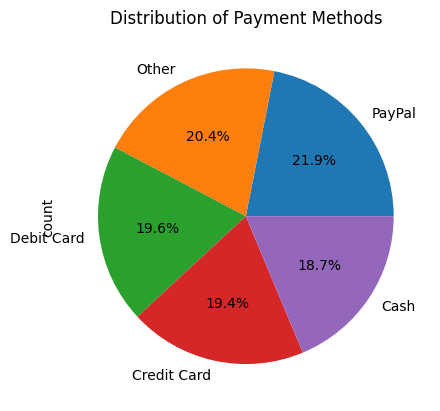 Distribution of Payment Methods
Other
PayPal
20.4%
21.9%
count
Debit Card
19.6%
18.7%
19.4%
Cash
Credit Card